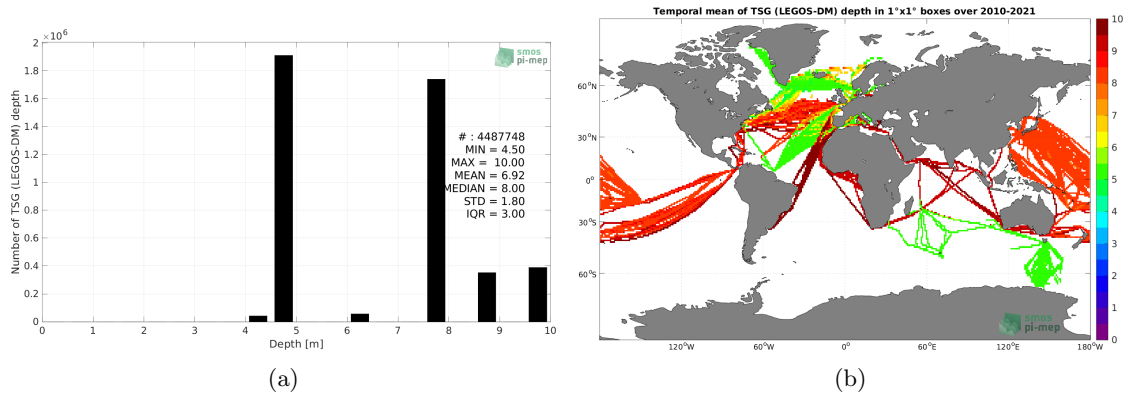 2
×10⁶
1.8
1.6
1.4
1.2
1
0.8
0.6
0.4
0.2
0
Number of TSG (LEGOS-DM) depth
smos
pi-mep
# : 4487748
MIN = 4.50
MAX = 10.00
MEAN = 6.92
MEDIAN = 8.00
STD = 1.80
IQR = 3.00
0 1 2 3 4 5 6 7 8 9 10
Depth [m]
(a)
Temporal mean of TSG (LEGOS-DM) depth in 1°x1° boxes over 2010-2021
60°N
30°N
0°
30°S
60°S
120°W 60°W 0° 60°E 120°E 180°W
smos
pi-mep
10
9
8
7
6
5
4
3
2
1
0
(b)